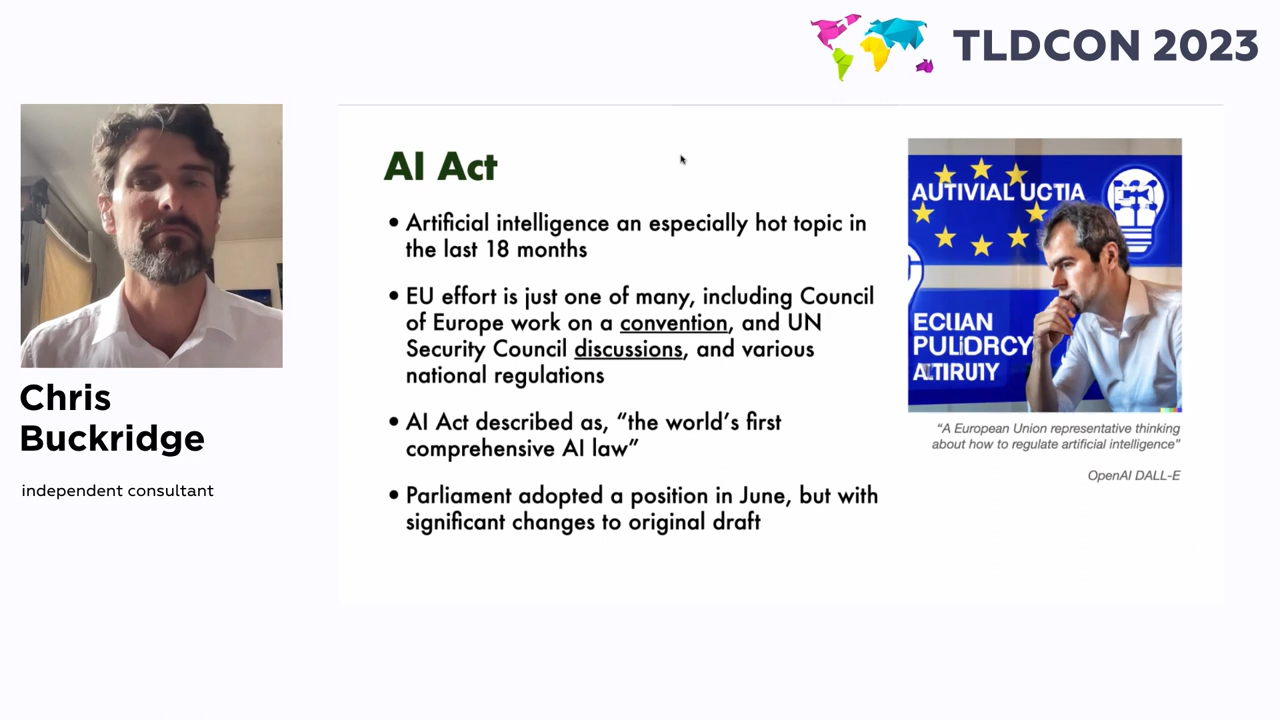 TLDCON 2023
Chris
Buckridge
independent consultant
AI Act
• Artificial intelligence an especially hot topic in
the last 18 months
• EU effort is just one of many, including Council
of Europe work on a convention, and UN
Security Council discussions, and various
national regulations
• AI Act described as, “the world’s first
comprehensive AI law”
• Parliament adopted a position in June, but with
significant changes to original draft
AUTIVIAL UCTIA
“A European Union representative thinking
about how to regulate artificial intelligence”
OpenAI DALL-E